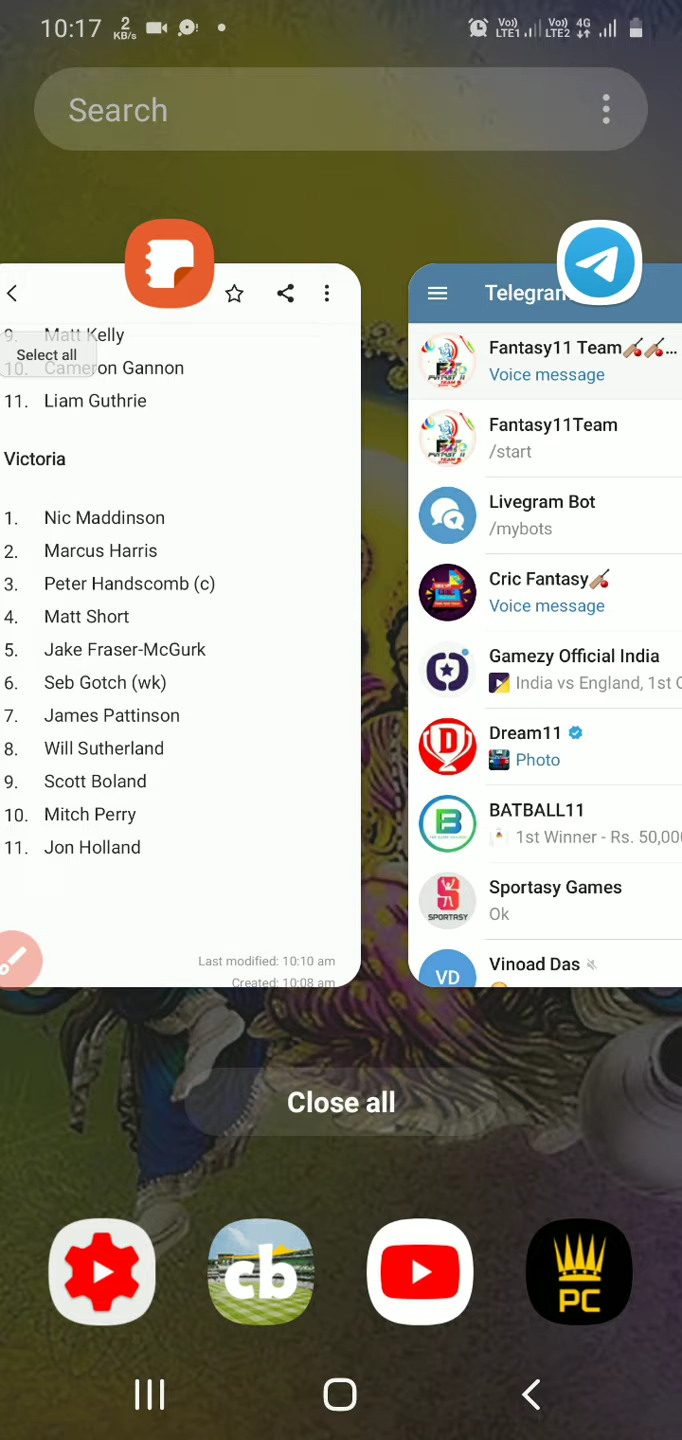 10:17
2
KB/s
Vo)) LTE1
Vo)) LTE2
4G
Search
9. Matt Kelly
Select all
10. Cameron Gannon
11. Liam Guthrie
Victoria
1. Nic Maddinson
2. Marcus Harris
3. Peter Handscomb (c)
4. Matt Short
5. Jake Fraser-McGurk
6. Seb Gotch (wk)
7. James Pattinson
8. Will Sutherland
9. Scott Boland
10. Mitch Perry
11. Jon Holland
Last modified: 10:10 am
Created: 10:08 am
Telegram
Fantasy11 Team🏏🏏...
Voice message
Fantasy11Team
/start
Livegram Bot
/mybots
Cric Fantasy🏏
Voice message
Gamezy Official India
India vs England, 1st
D
Dream11
Photo
B
BATBALL11
1st Winner - Rs. 50,00
SPORTASY
Sportasy Games
Ok
VD
Vinoad Das
Close all
cb
PC